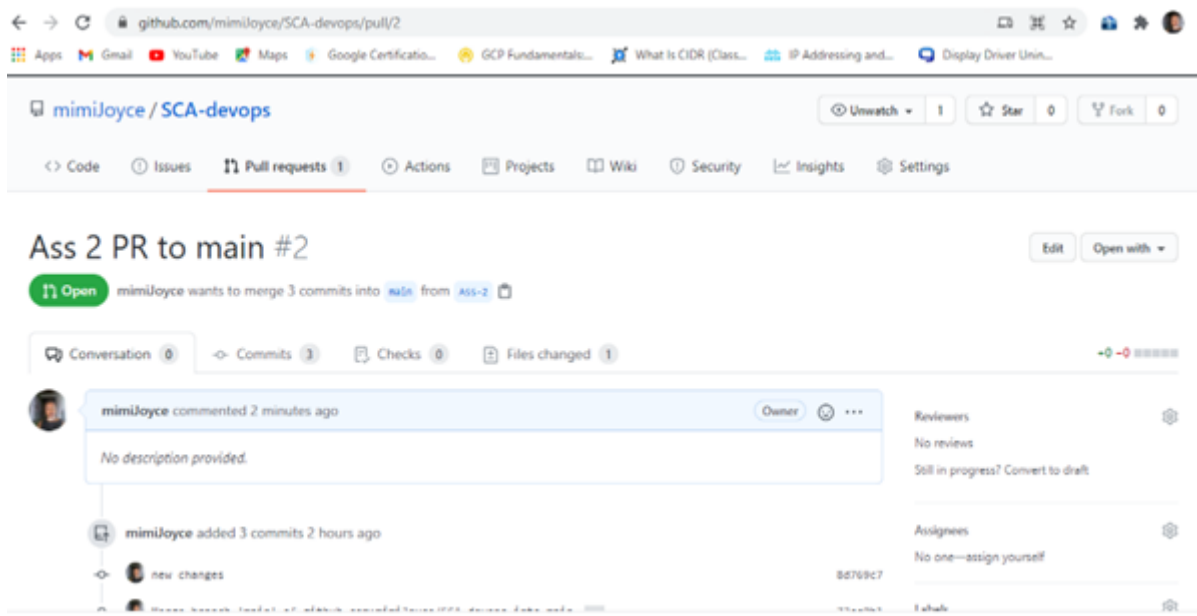 github.com/mimiJoyce/SCA-devops/pull/2
Apps Gmail YouTube Maps Google Certificatio... GCP Fundamentals:... What Is CIDR (Class... IP Addressing and... Display Driver Unin...
mimiJoyce / SCA-devops Unwatch 1 Star 0 Fork 0
<> Code Issues Pull requests 1 Actions Projects Wiki Security Insights Settings
Ass 2 PR to main #2 Edit Open with
Open mimiJoyce wants to merge 3 commits into main from Ass-2
Conversation 0 Commits 3 Checks 0 Files changed 1 +0 −0
mimiJoyce commented 2 minutes ago Owner ...
Reviewers
No description provided.
No reviews
Still in progress? Convert to draft
mimiJoyce added 3 commits 2 hours ago
Assignees
No one—assign yourself
new changes 8d769c7
Labels